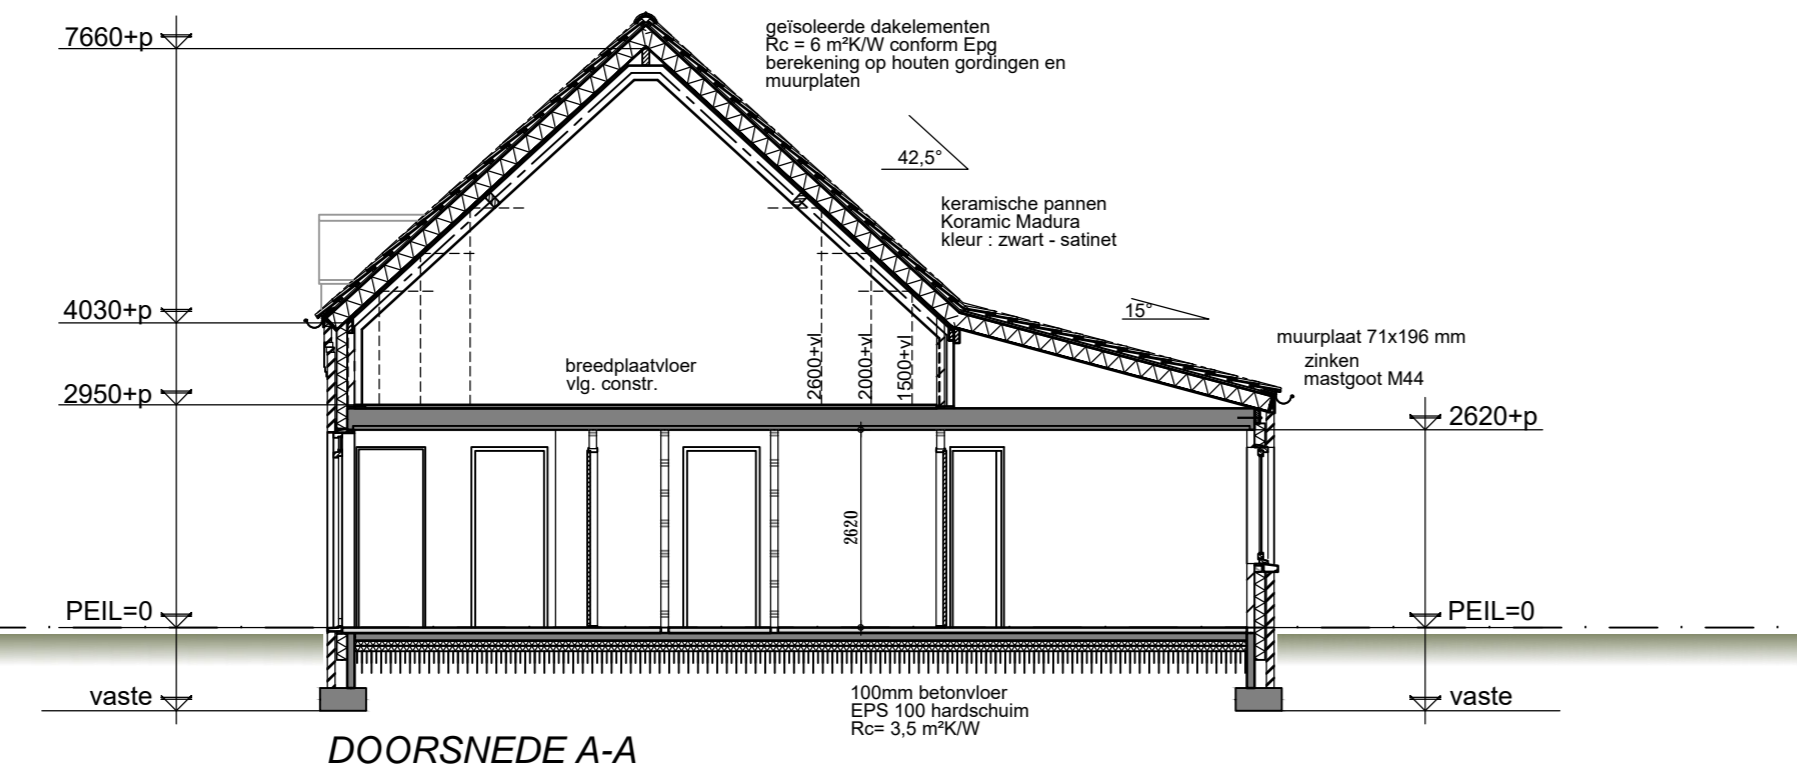 7660+p
geïsoleerde dakelementen
Rc = 6 m²K/W conform Epg
berekening op houten gordingen en
muurplaten
42,5°
keramische pannen
Koramic Madura
kleur : zwart - satinet
4030+p
15°
muurplaat 71x196 mm
zinken
mastgoot M44
breedplaatvloer
vlg. constr.
2600+vl
2000+vl
1500+vl
2950+p
2620+p
2620
PEIL=0
PEIL=0
vaste
100mm betonvloer
EPS 100 hardschuim
Rc= 3,5 m²K/W
vaste
DOORSNEDE A-A